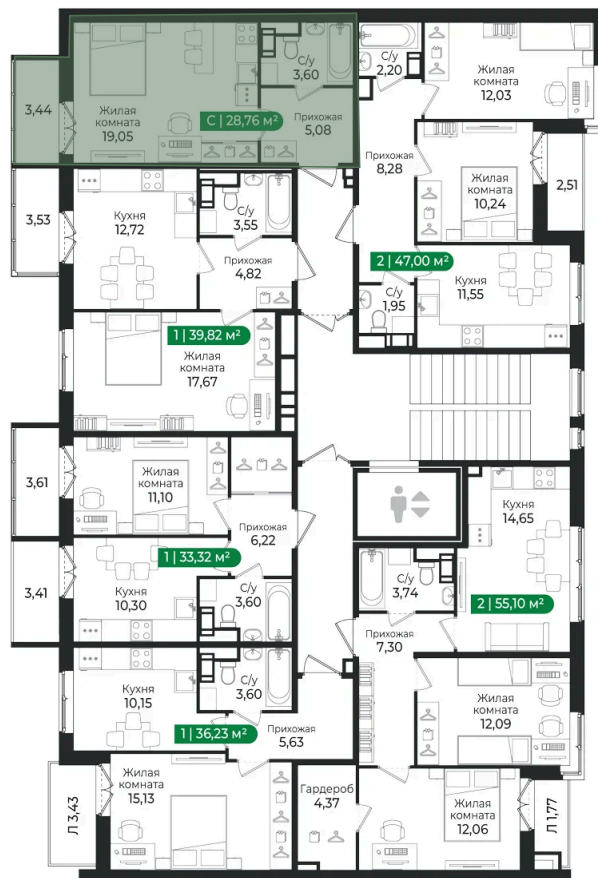 3,44
Жилая
комната
19,05
С/у
3,60
С | 28,76 м²
Прихожая
5,08
С/у
2,20
Жилая
комната
12,03
Прихожая
8,28
Жилая
комната
10,24
2,51
3,53
Кухня
12,72
С/у
3,55
Прихожая
4,82
2 | 47,00 м²
С/у
1,95
Кухня
11,55
1 | 39,82 м²
Жилая
комната
17,67
3,61
Жилая
комната
11,10
Прихожая
6,22
Кухня
14,65
3,41
1 | 33,32 м²
Кухня
10,30
С/у
3,60
С/у
3,74
2 | 55,10 м²
Прихожая
7,30
Кухня
10,15
С/у
3,60
1 | 36,23 м²
Прихожая
5,63
Жилая
комната
12,09
Л 3,43
Жилая
комната
15,13
Гардероб
4,37
Жилая
комната
12,06
Л 1,77